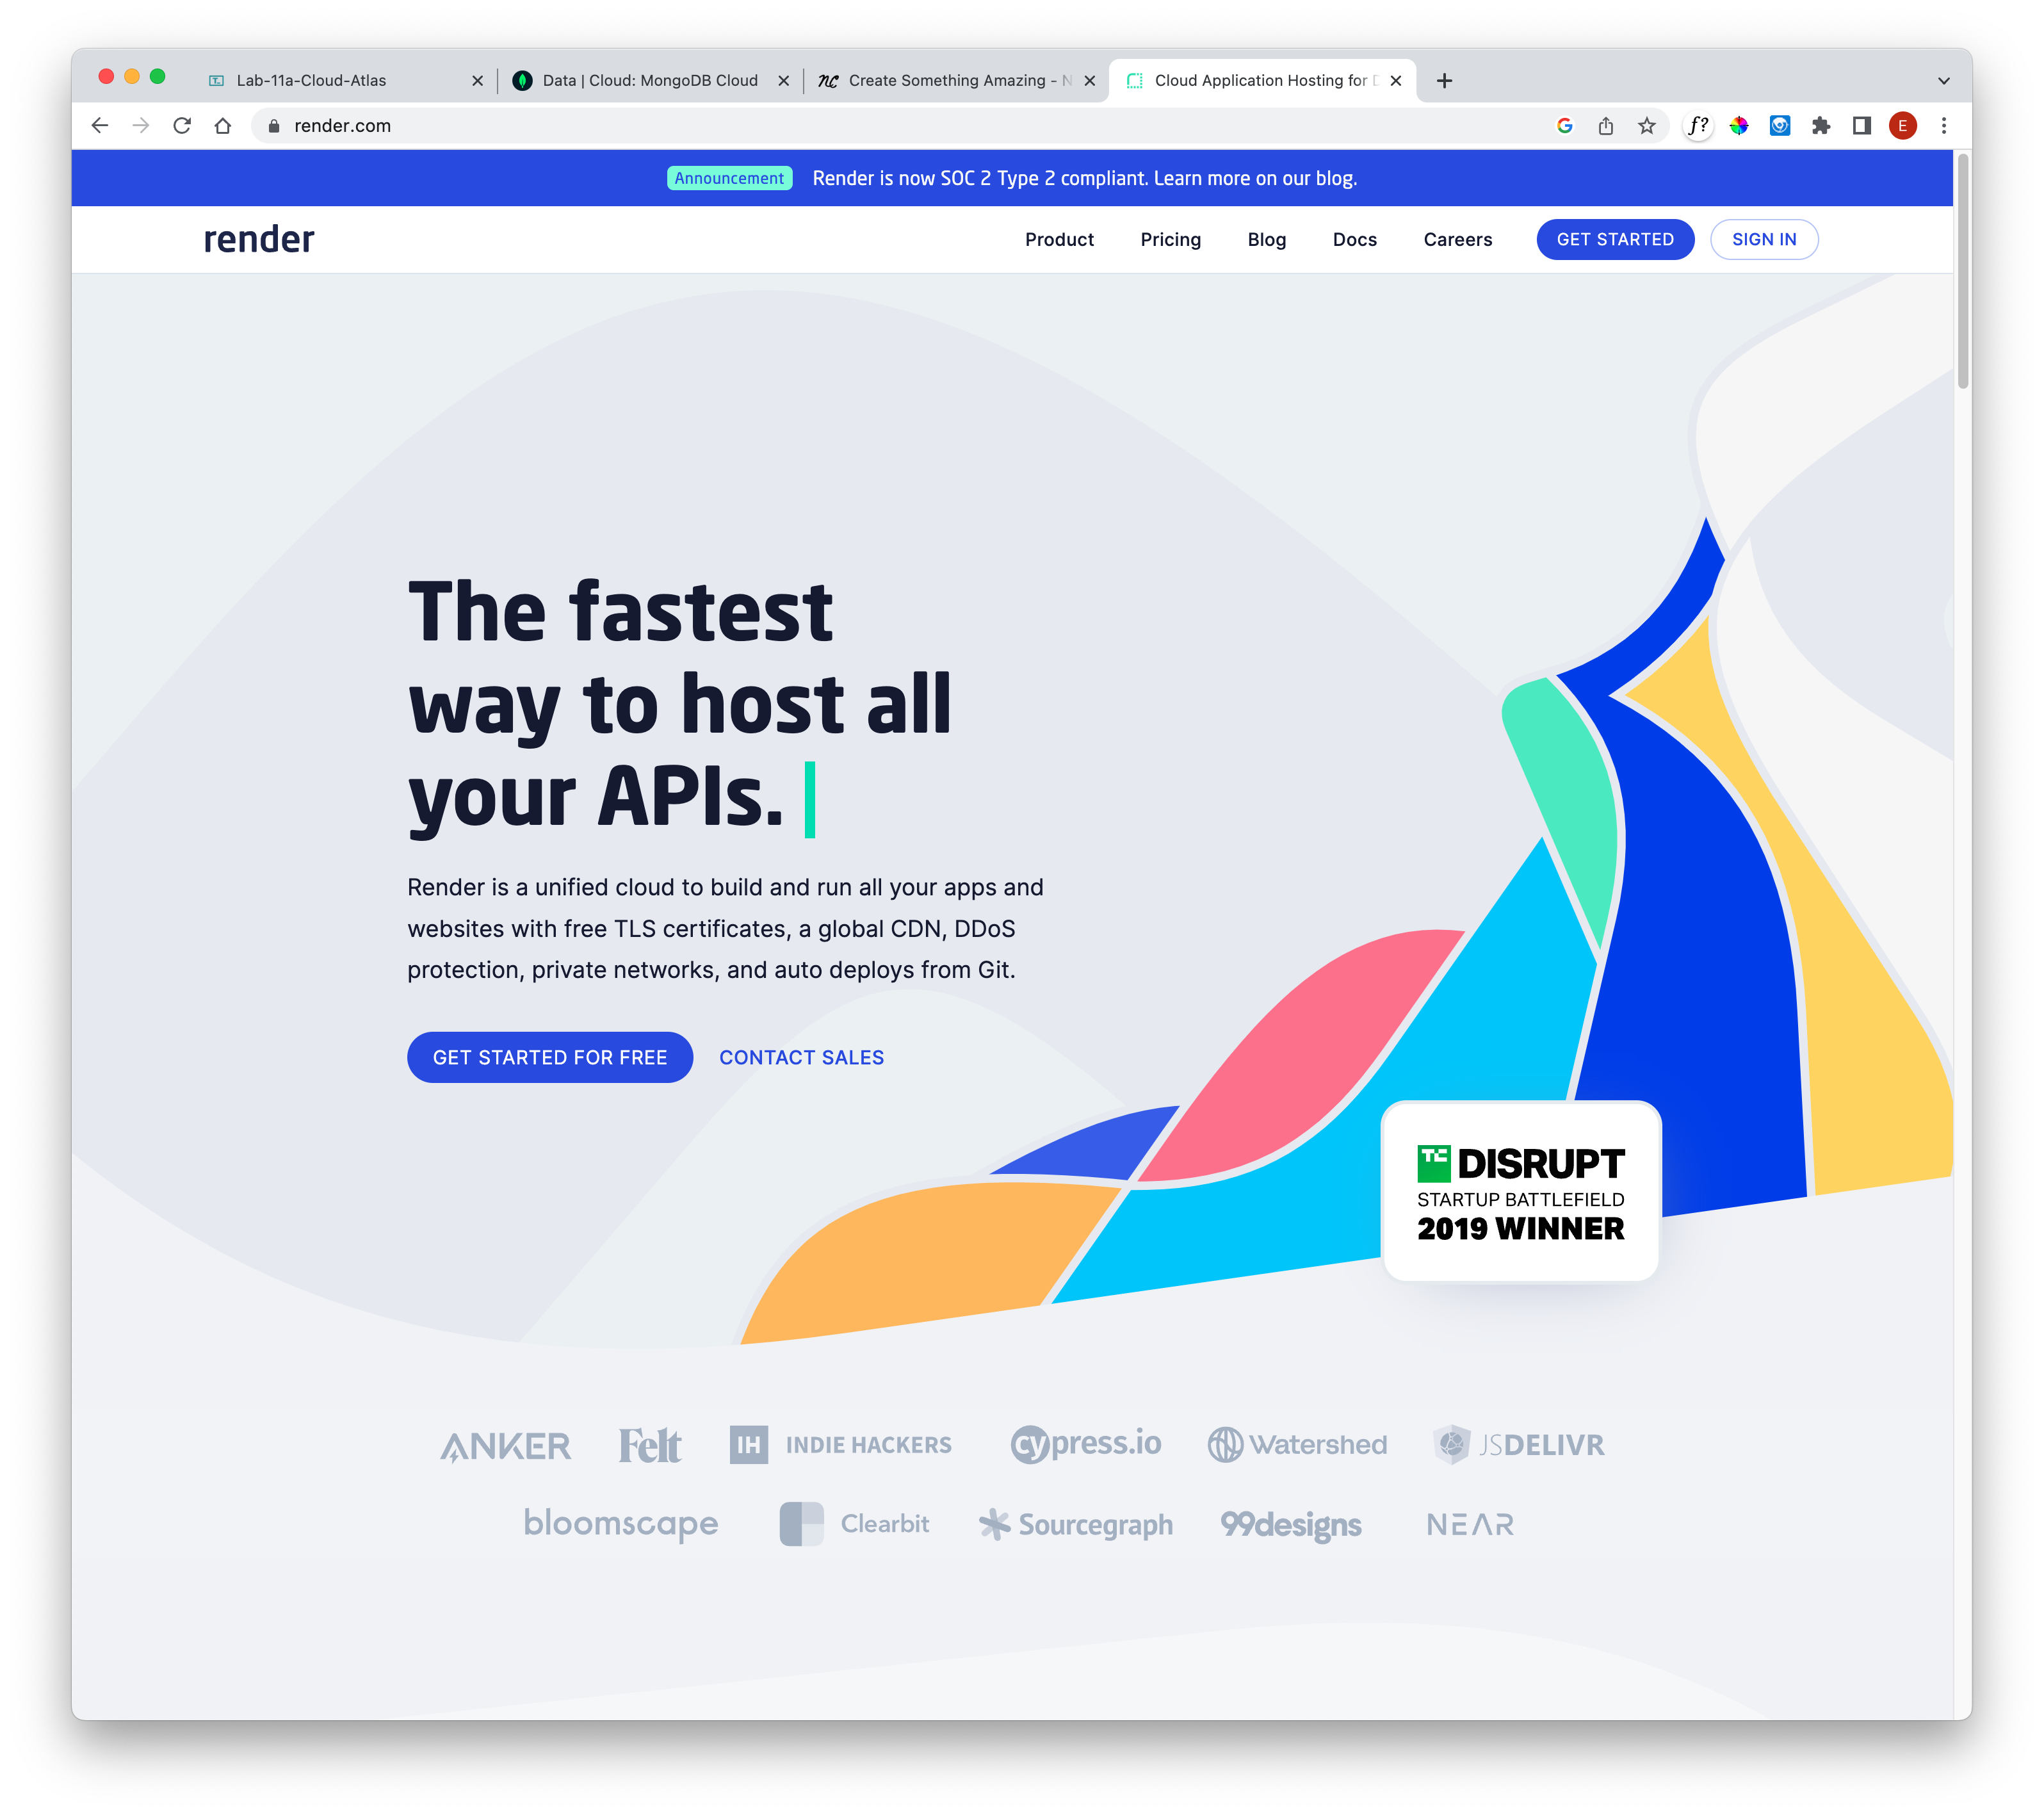 Lab-11a-Cloud-Atlas
Data | Cloud: MongoDB Cloud
Create Something Amazing - N
Cloud Application Hosting for D
render.com
f?
E
Announcement
Render is now SOC 2 Type 2 compliant. Learn more on our blog.
render
Product
Pricing
Blog
Docs
Careers
GET STARTED
SIGN IN
The fastest
way to host all
your APIs.
Render is a unified cloud to build and run all your apps and
websites with free TLS certificates, a global CDN, DDoS
protection, private networks, and auto deploys from Git.
GET STARTED FOR FREE
CONTACT SALES
TC DISRUPT
STARTUP BATTLEFIELD
2019 WINNER
ANKER
Felt
IH INDIE HACKERS
cypress.io
Watershed
JSDELIVR
bloomscape
Clearbit
Sourcegraph
99designs
NEAR